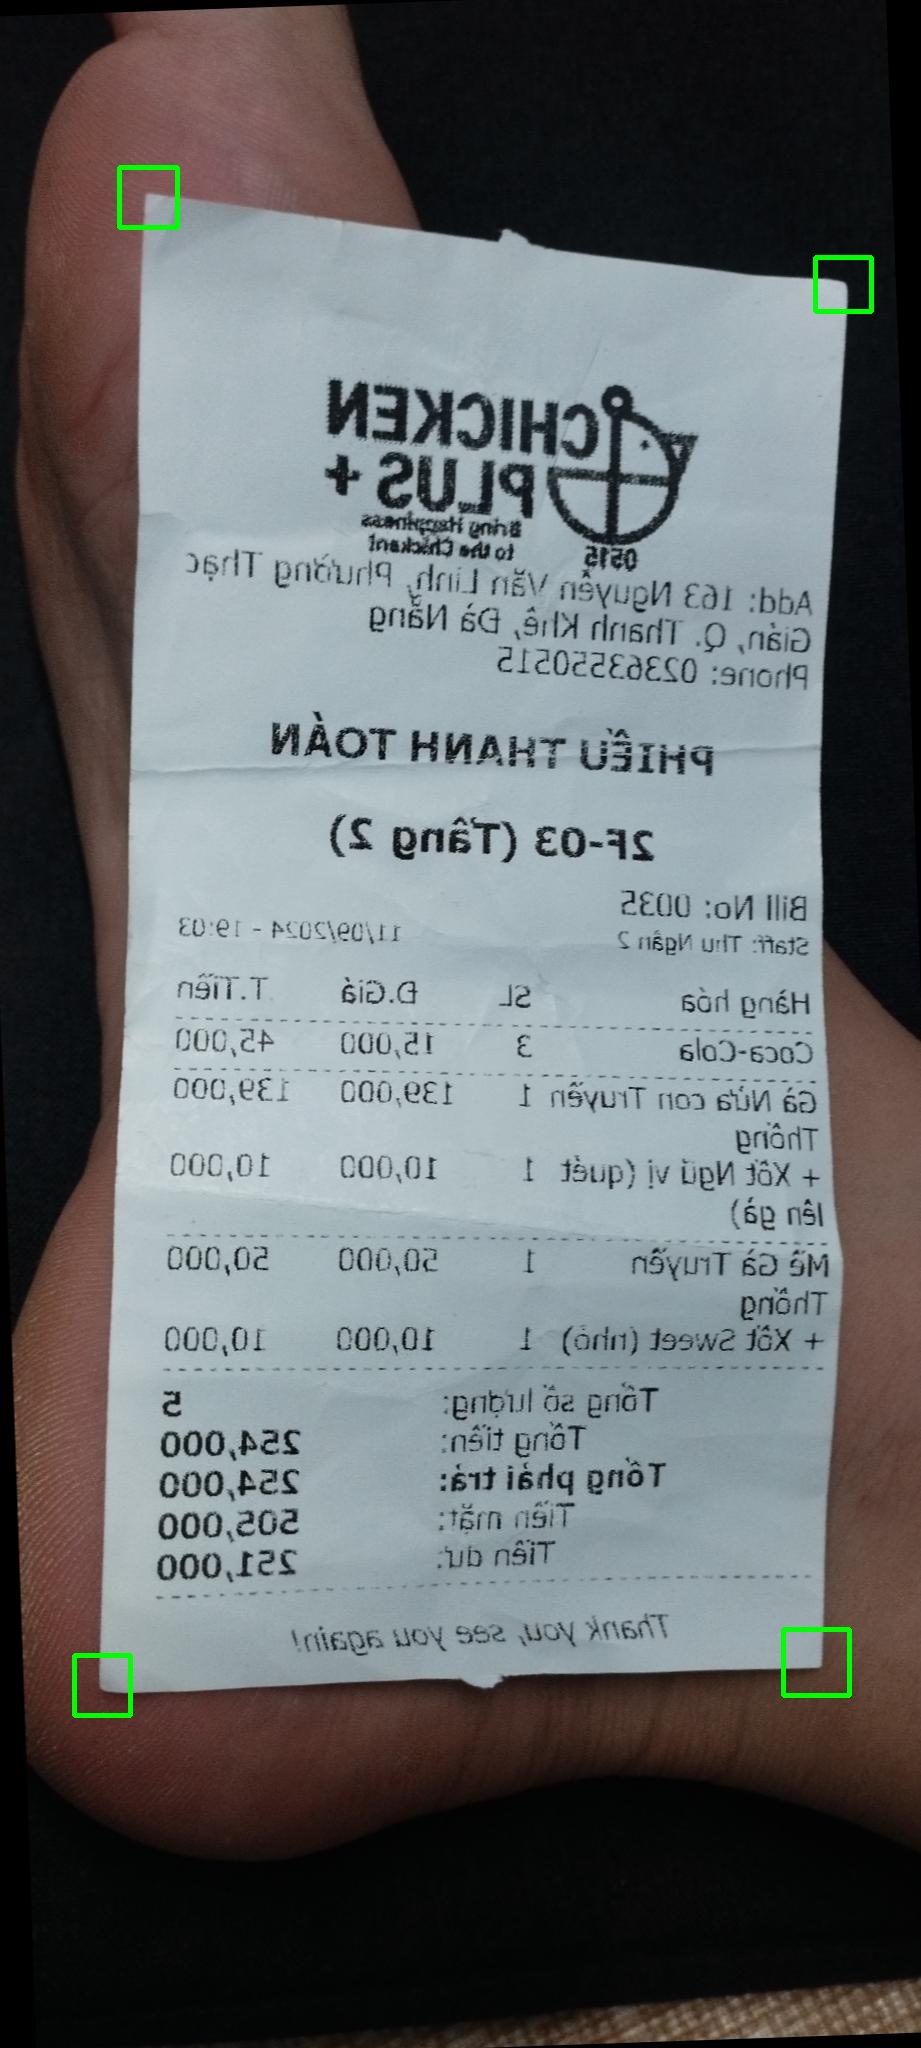 CHICKEN
PLUS +
Bring Happiness
to the Chicken!
0515
Add: 163 Nguyễn Văn Linh, Phường Thạc
Gián, Q. Thanh Khê, Đà Nẵng
Phone: 02363550515
PHIẾU THANH TOÁN
2F-03 (Tầng 2)
Bill No: 0035
Staff: Thu Ngân 2 11/09/2024 - 19:03
Hàng hóa SL Đ.Giá T.Tiền
Coca-Cola 3 15,000 45,000
Gà Nửa con Truyền 1 139,000 139,000
Thống
+ Xốt Ngũ vị (quét 1 10,000 10,000
lên gà)
Mề Gà Truyền 1 50,000 50,000
Thống
+ Xốt Sweet (nhỏ) 1 10,000 10,000
Tổng số lượng: 5
Tổng tiền: 254,000
Tổng phải trả: 254,000
Tiền mặt: 505,000
Tiền dư: 251,000
Thank you, see you again!